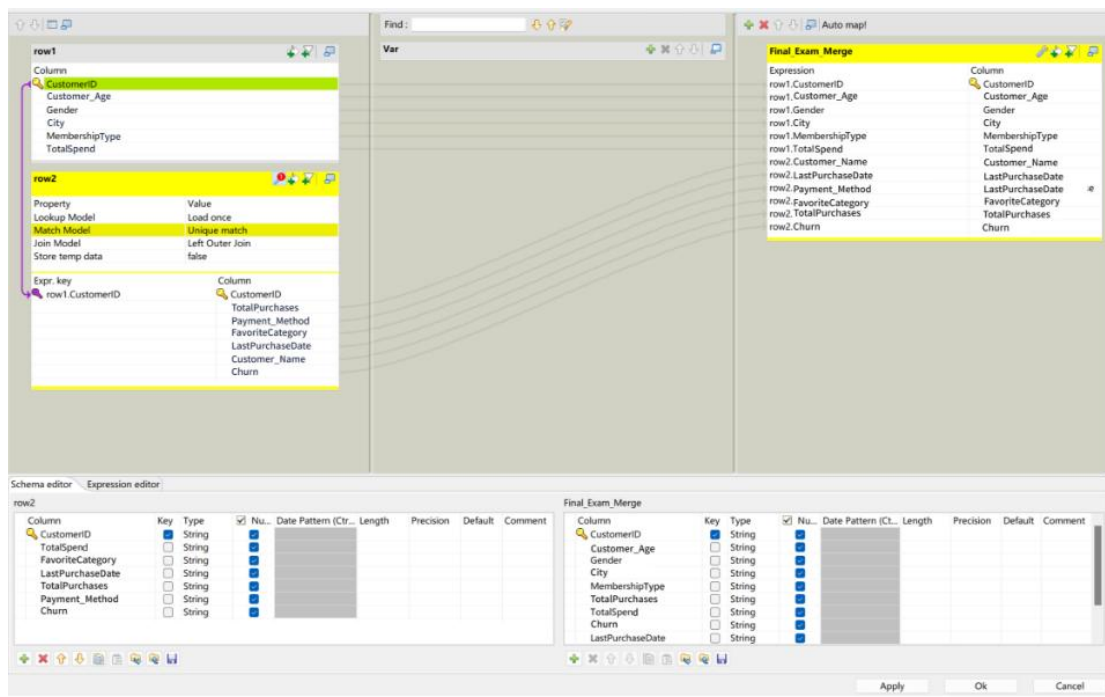 Find :
Auto map!
row1
Column
CustomerID
Customer_Age
Gender
City
MembershipType
TotalSpend
row2
Property Value
Lookup Model Load once
Match Model Unique match
Join Model Left Outer Join
Store temp data false
Expr. key Column
row1.CustomerID CustomerID
TotalPurchases
Payment_Method
FavoriteCategory
LastPurchaseDate
Customer_Name
Churn
Var
Final_Exam_Merge
Expression Column
row1.CustomerID CustomerID
row1.Customer_Age Customer_Age
row1.Gender Gender
row1.City City
row1.MembershipType MembershipType
row1.TotalSpend TotalSpend
row2.Customer_Name Customer_Name
row2.LastPurchaseDate LastPurchaseDate
row2.Payment_Method LastPurchaseDate
row2.FavoriteCategory FavoriteCategory
row2.TotalPurchases TotalPurchases
row2.Churn Churn
Schema editor Expression editor
row2
Column Key Type Nu... Date Pattern (Ctr... Length Precision Default Comment
CustomerID String
TotalSpend String
FavoriteCategory String
LastPurchaseDate String
TotalPurchases String
Payment_Method String
Churn String
Final_Exam_Merge
Column Key Type Nu... Date Pattern (Ct... Length Precision Default Comment
CustomerID String
Customer_Age String
Gender String
City String
MembershipType String
TotalPurchases String
TotalSpend String
Churn String
LastPurchaseDate String
Apply Ok Cancel